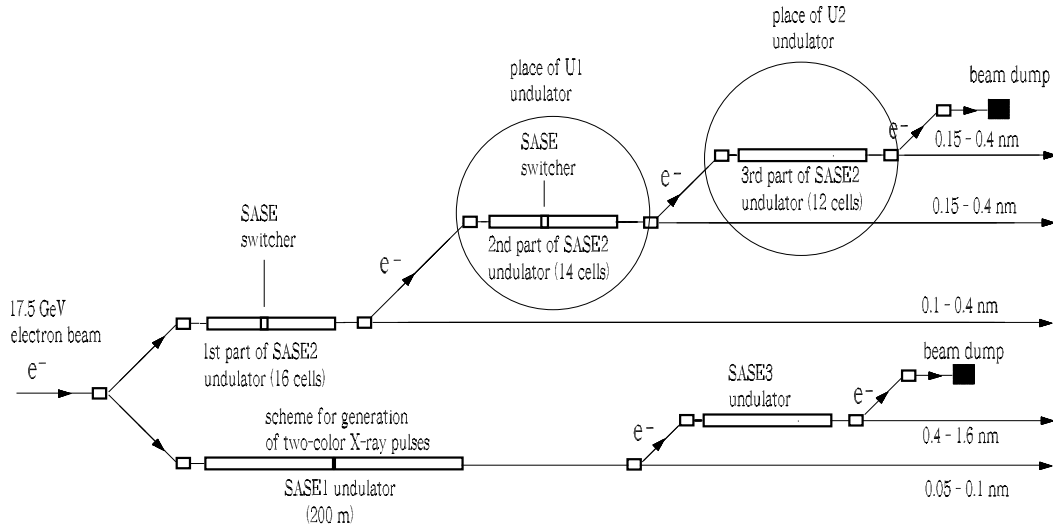 place of U2
undulator
place of U1
undulator
beam dump
SASE
switcher
e⁻
0.15 - 0.4 nm
e⁻
3rd part of SASE2
undulator (12 cells)
0.15 - 0.4 nm
SASE
switcher
2nd part of SASE2
undulator (14 cells)
e⁻
17.5 GeV
electron beam
0.1 - 0.4 nm
1st part of SASE2
undulator (16 cells)
e⁻
beam dump
SASE3
undulator
e⁻
scheme for generation
of two-color X-ray pulses
e⁻
0.4 - 1.6 nm
SASE1 undulator
(200 m)
0.05 - 0.1 nm